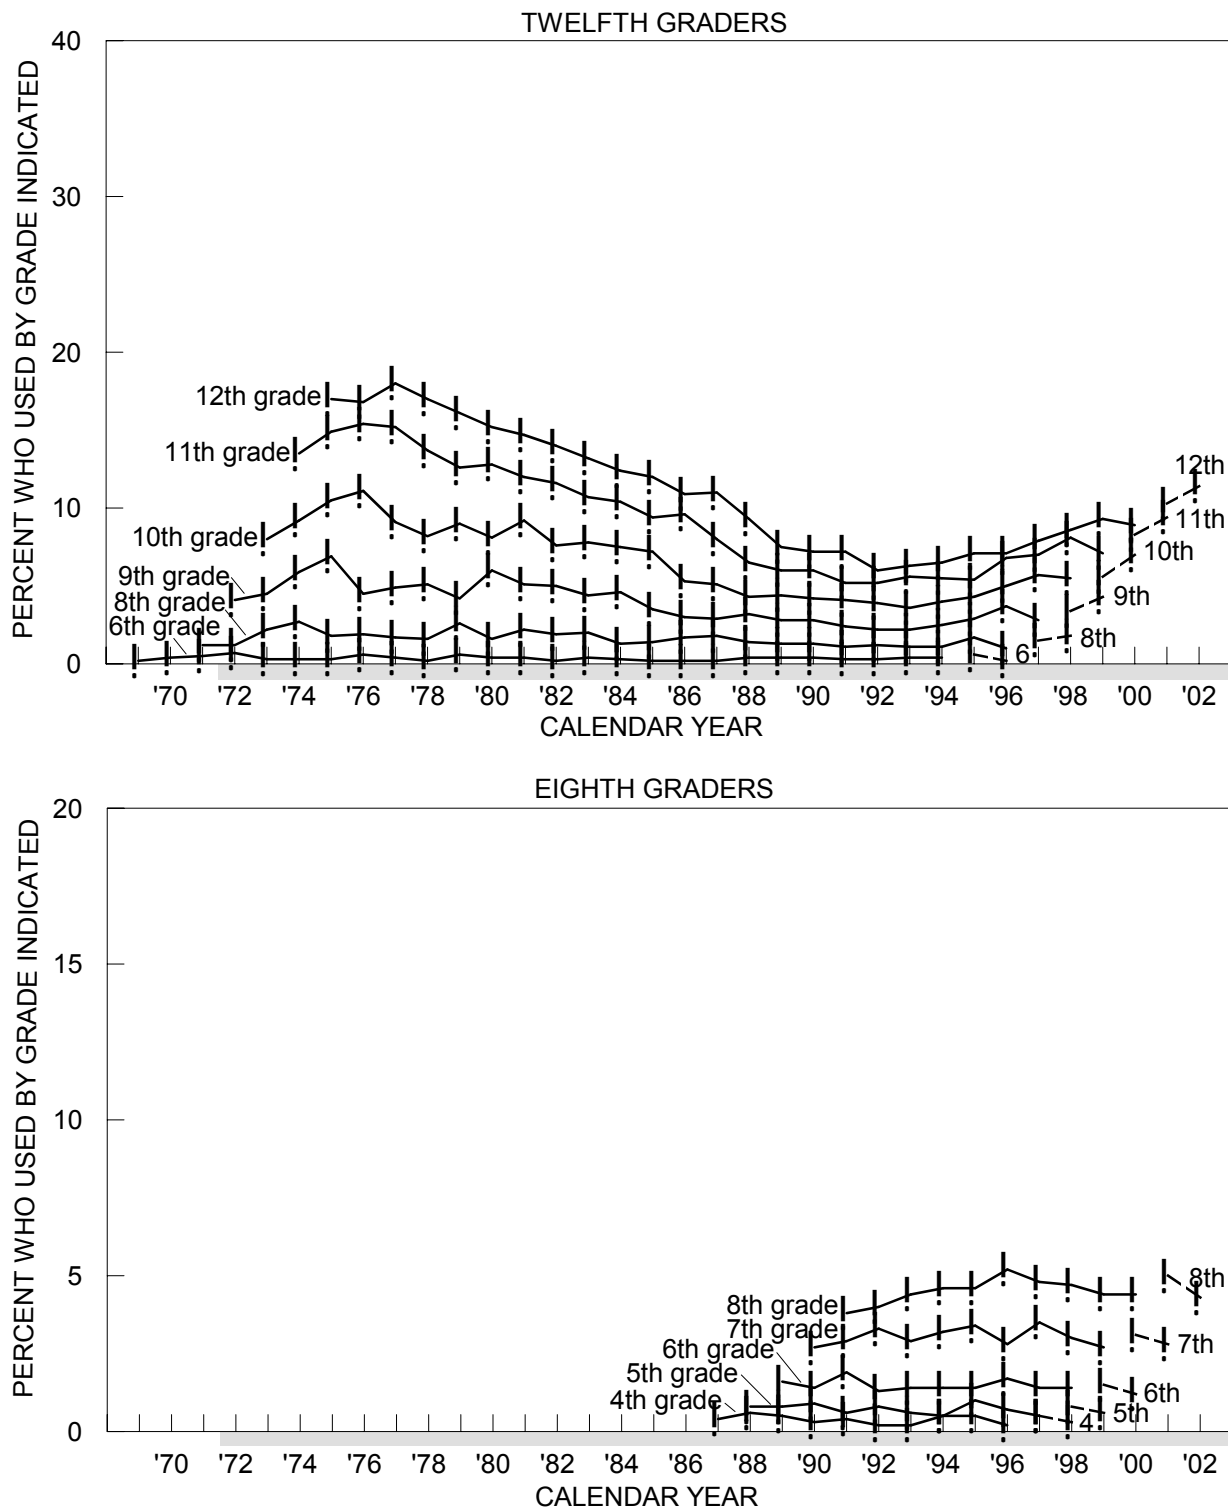 TWELFTH GRADERS
PERCENT WHO USED BY GRADE INDICATED
40
30
20
10
0
12th grade
11th grade
10th grade
9th grade
8th grade
6th grade
12th
11th
10th
9th
8th
6
'70 '72 '74 '76 '78 '80 '82 '84 '86 '88 '90 '92 '94 '96 '98 '00 '02
CALENDAR YEAR
EIGHTH GRADERS
PERCENT WHO USED BY GRADE INDICATED
20
15
10
5
0
8th grade
7th grade
6th grade
5th grade
4th grade
8th
7th
6th
5th
4
'70 '72 '74 '76 '78 '80 '82 '84 '86 '88 '90 '92 '94 '96 '98 '00 '02
CALENDAR YEAR